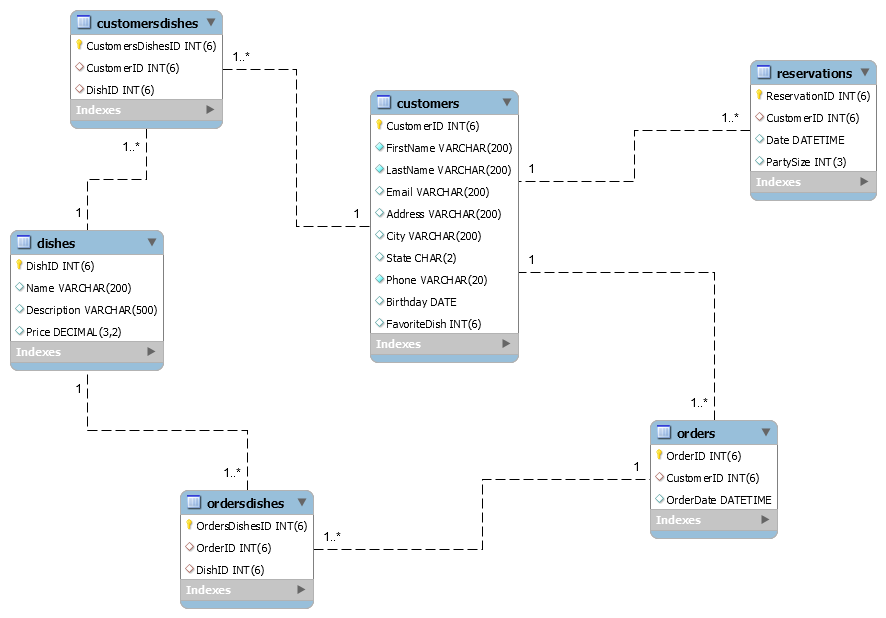 customersdishes
CustomersDishesID INT(6)
CustomerID INT(6)
DishID INT(6)
Indexes
1..*
1..*
1
dishes
DishID INT(6)
Name VARCHAR(200)
Description VARCHAR(500)
Price DECIMAL(3,2)
Indexes
1
1..*
customers
CustomerID INT(6)
FirstName VARCHAR(200)
LastName VARCHAR(200)
Email VARCHAR(200)
Address VARCHAR(200)
City VARCHAR(200)
State CHAR(2)
Phone VARCHAR(20)
Birthday DATE
FavoriteDish INT(6)
Indexes
1
1
1
reservations
ReservationID INT(6)
CustomerID INT(6)
Date DATETIME
PartySize INT(3)
Indexes
1..*
1..*
orders
OrderID INT(6)
CustomerID INT(6)
OrderDate DATETIME
Indexes
1
ordersdishes
OrdersDishesID INT(6)
OrderID INT(6)
DishID INT(6)
Indexes
1..*